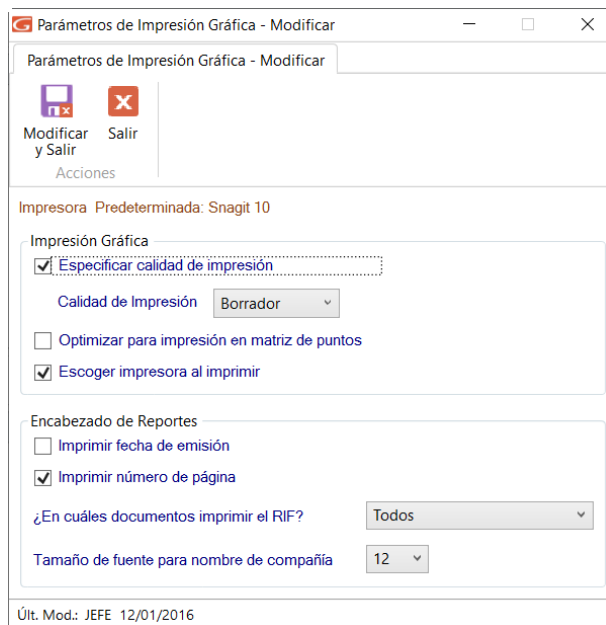 Parámetros de Impresión Gráfica - Modificar
Parámetros de Impresión Gráfica - Modificar
Modificar y Salir
Salir
Acciones
Impresora Predeterminada: Snagit 10
Impresión Gráfica
Especificar calidad de impresión
Calidad de Impresión Borrador
Optimizar para impresión en matriz de puntos
Escoger impresora al imprimir
Encabezado de Reportes
Imprimir fecha de emisión
Imprimir número de página
¿En cuáles documentos imprimir el RIF? Todos
Tamaño de fuente para nombre de compañía 12
Últ. Mod.: JEFE 12/01/2016